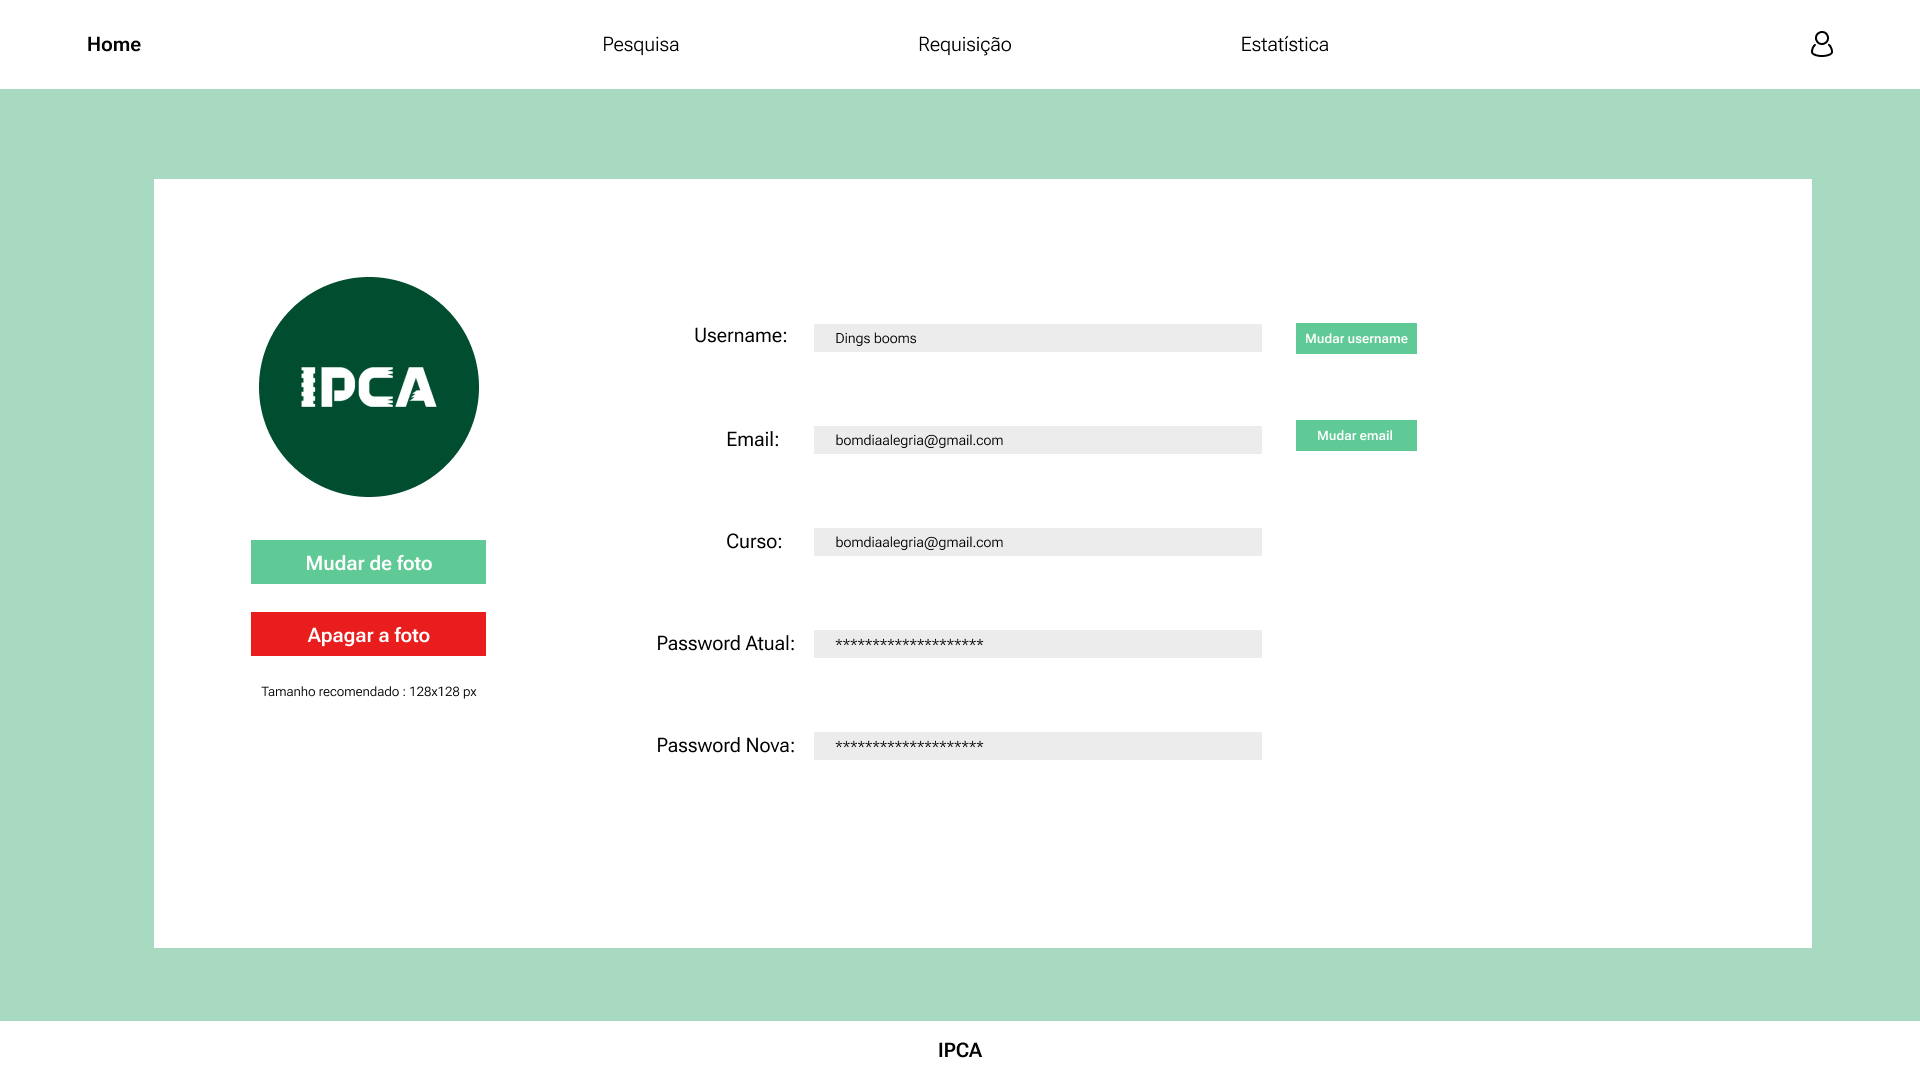 Home
Pesquisa
Requisição
Estatística
IPCA
Mudar de foto
Apagar a foto
Tamanho recomendado : 128x128 px
Username: Dings booms Mudar username
Email: bomdiaalegria@gmail.com Mudar email
Curso: bomdiaalegria@gmail.com
Password Atual: ********************
Password Nova: ********************
IPCA